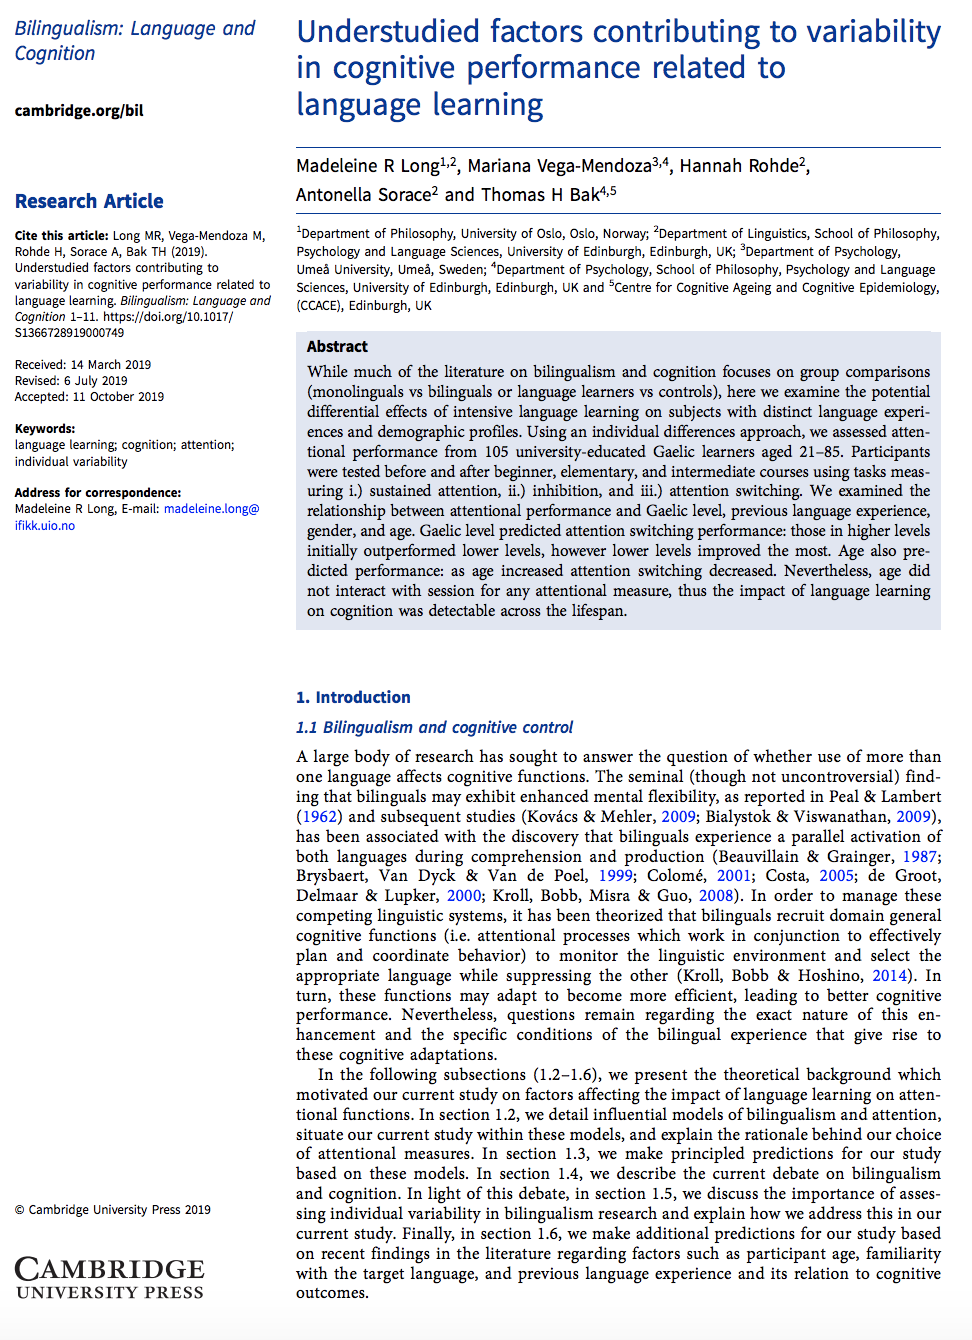 Bilingualism: Language and
Cognition
cambridge.org/bil
Research Article
Cite this article: Long MR, Vega-Mendoza M,
Rohde H, Sorace A, Bak TH (2019).
Understudied factors contributing to
variability in cognitive performance related to
language learning. Bilingualism: Language and
Cognition 1–11. https://doi.org/10.1017/
S1366728919000749
Received: 14 March 2019
Revised: 6 July 2019
Accepted: 11 October 2019
Keywords:
language learning; cognition; attention;
individual variability
Address for correspondence:
Madeleine R Long, E-mail: madeleine.long@
ifikk.uio.no
© Cambridge University Press 2019
CAMBRIDGE
UNIVERSITY PRESS
Understudied factors contributing to variability
in cognitive performance related to
language learning
Madeleine R Long1,2, Mariana Vega-Mendoza3,4, Hannah Rohde2,
Antonella Sorace2 and Thomas H Bak4,5
1Department of Philosophy, University of Oslo, Oslo, Norway; 2Department of Linguistics, School of Philosophy,
Psychology and Language Sciences, University of Edinburgh, Edinburgh, UK; 3Department of Psychology,
Umeå University, Umeå, Sweden; 4Department of Psychology, School of Philosophy, Psychology and Language
Sciences, University of Edinburgh, Edinburgh, UK and 5Centre for Cognitive Ageing and Cognitive Epidemiology,
(CCACE), Edinburgh, UK
Abstract
While much of the literature on bilingualism and cognition focuses on group comparisons
(monolinguals vs bilinguals or language learners vs controls), here we examine the potential
differential effects of intensive language learning on subjects with distinct language experi-
ences and demographic profiles. Using an individual differences approach, we assessed atten-
tional performance from 105 university-educated Gaelic learners aged 21–85. Participants
were tested before and after beginner, elementary, and intermediate courses using tasks meas-
uring i.) sustained attention, ii.) inhibition, and iii.) attention switching. We examined the
relationship between attentional performance and Gaelic level, previous language experience,
gender, and age. Gaelic level predicted attention switching performance: those in higher levels
initially outperformed lower levels, however lower levels improved the most. Age also pre-
dicted performance: as age increased attention switching decreased. Nevertheless, age did
not interact with session for any attentional measure, thus the impact of language learning
on cognition was detectable across the lifespan.
1. Introduction
1.1 Bilingualism and cognitive control
A large body of research has sought to answer the question of whether use of more than
one language affects cognitive functions. The seminal (though not uncontroversial) find-
ing that bilinguals may exhibit enhanced mental flexibility, as reported in Peal & Lambert
(1962) and subsequent studies (Kovács & Mehler, 2009; Bialystok & Viswanathan, 2009),
has been associated with the discovery that bilinguals experience a parallel activation of
both languages during comprehension and production (Beauvillain & Grainger, 1987;
Brysbaert, Van Dyck & Van de Poel, 1999; Colomé, 2001; Costa, 2005; de Groot,
Delmaar & Lupker, 2000; Kroll, Bobb, Misra & Guo, 2008). In order to manage these
competing linguistic systems, it has been theorized that bilinguals recruit domain general
cognitive functions (i.e. attentional processes which work in conjunction to effectively
plan and coordinate behavior) to monitor the linguistic environment and select the
appropriate language while suppressing the other (Kroll, Bobb & Hoshino, 2014). In
turn, these functions may adapt to become more efficient, leading to better cognitive
performance. Nevertheless, questions remain regarding the exact nature of this en-
hancement and the specific conditions of the bilingual experience that give rise to
these cognitive adaptations.
In the following subsections (1.2–1.6), we present the theoretical background which
motivated our current study on factors affecting the impact of language learning on atten-
tional functions. In section 1.2, we detail influential models of bilingualism and attention,
situate our current study within these models, and explain the rationale behind our choice
of attentional measures. In section 1.3, we make principled predictions for our study
based on these models. In section 1.4, we describe the current debate on bilingualism
and cognition. In light of this debate, in section 1.5, we discuss the importance of asses-
sing individual variability in bilingualism research and explain how we address this in our
current study. Finally, in section 1.6, we make additional predictions for our study based
on recent findings in the literature regarding factors such as participant age, familiarity
with the target language, and previous language experience and its relation to cognitive
outcomes.